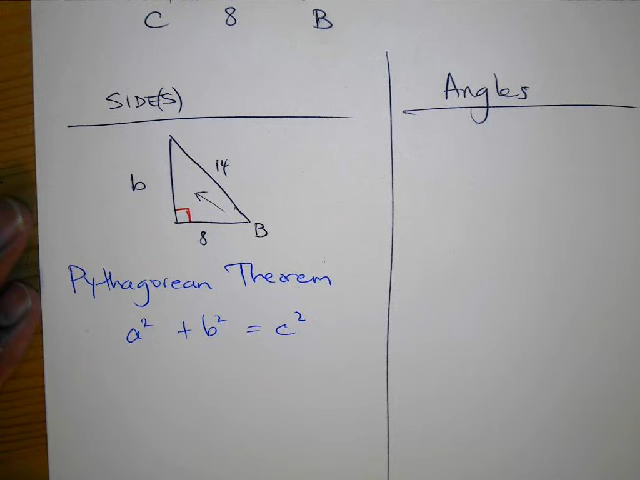 C 8 B
SIDE(S)
Angles
14
b
8
B
Pythagorean Theorem
a² + b² = c²